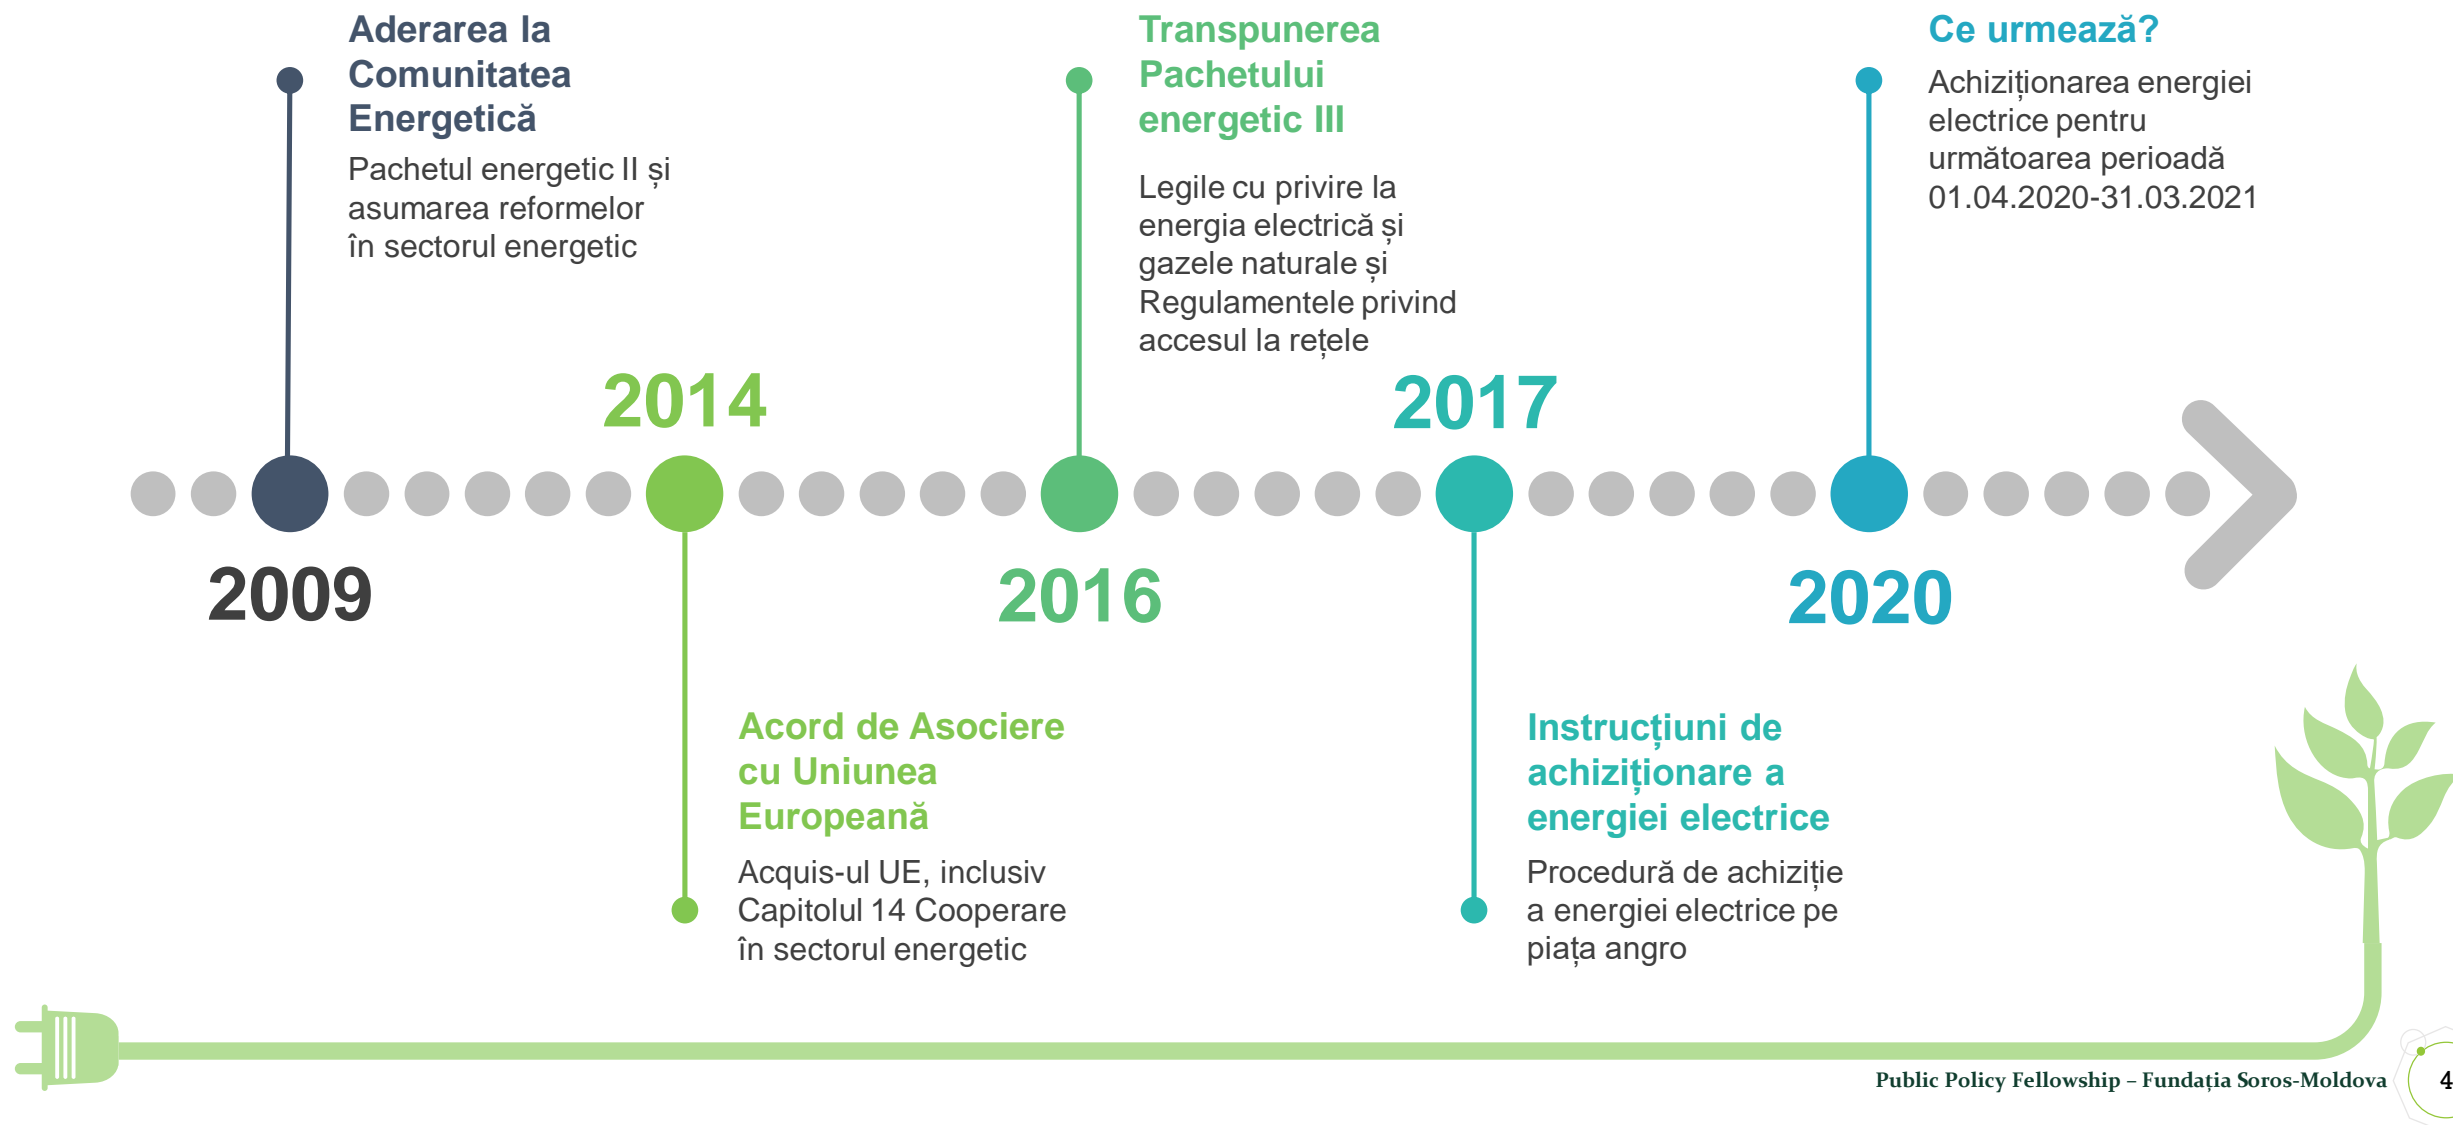 Aderarea la
Comunitatea
Energetică
Pachetul energetic II și
asumarea reformelor
în sectorul energetic
2009
2014
Acord de Asociere
cu Uniunea
Europeană
Acquis-ul UE, inclusiv
Capitolul 14 Cooperare
în sectorul energetic
Transpunerea
Pachetului
energetic III
Legile cu privire la
energia electrică și
gazele naturale și
Regulamentele privind
accesul la rețele
2016
2017
Instrucțiuni de
achiziționare a
energiei electrice
Procedură de achiziție
a energiei electrice pe
piața angro
Ce urmează?
Achiziționarea energiei
electrice pentru
următoarea perioadă
01.04.2020-31.03.2021
2020
Public Policy Fellowship – Fundația Soros-Moldova
4